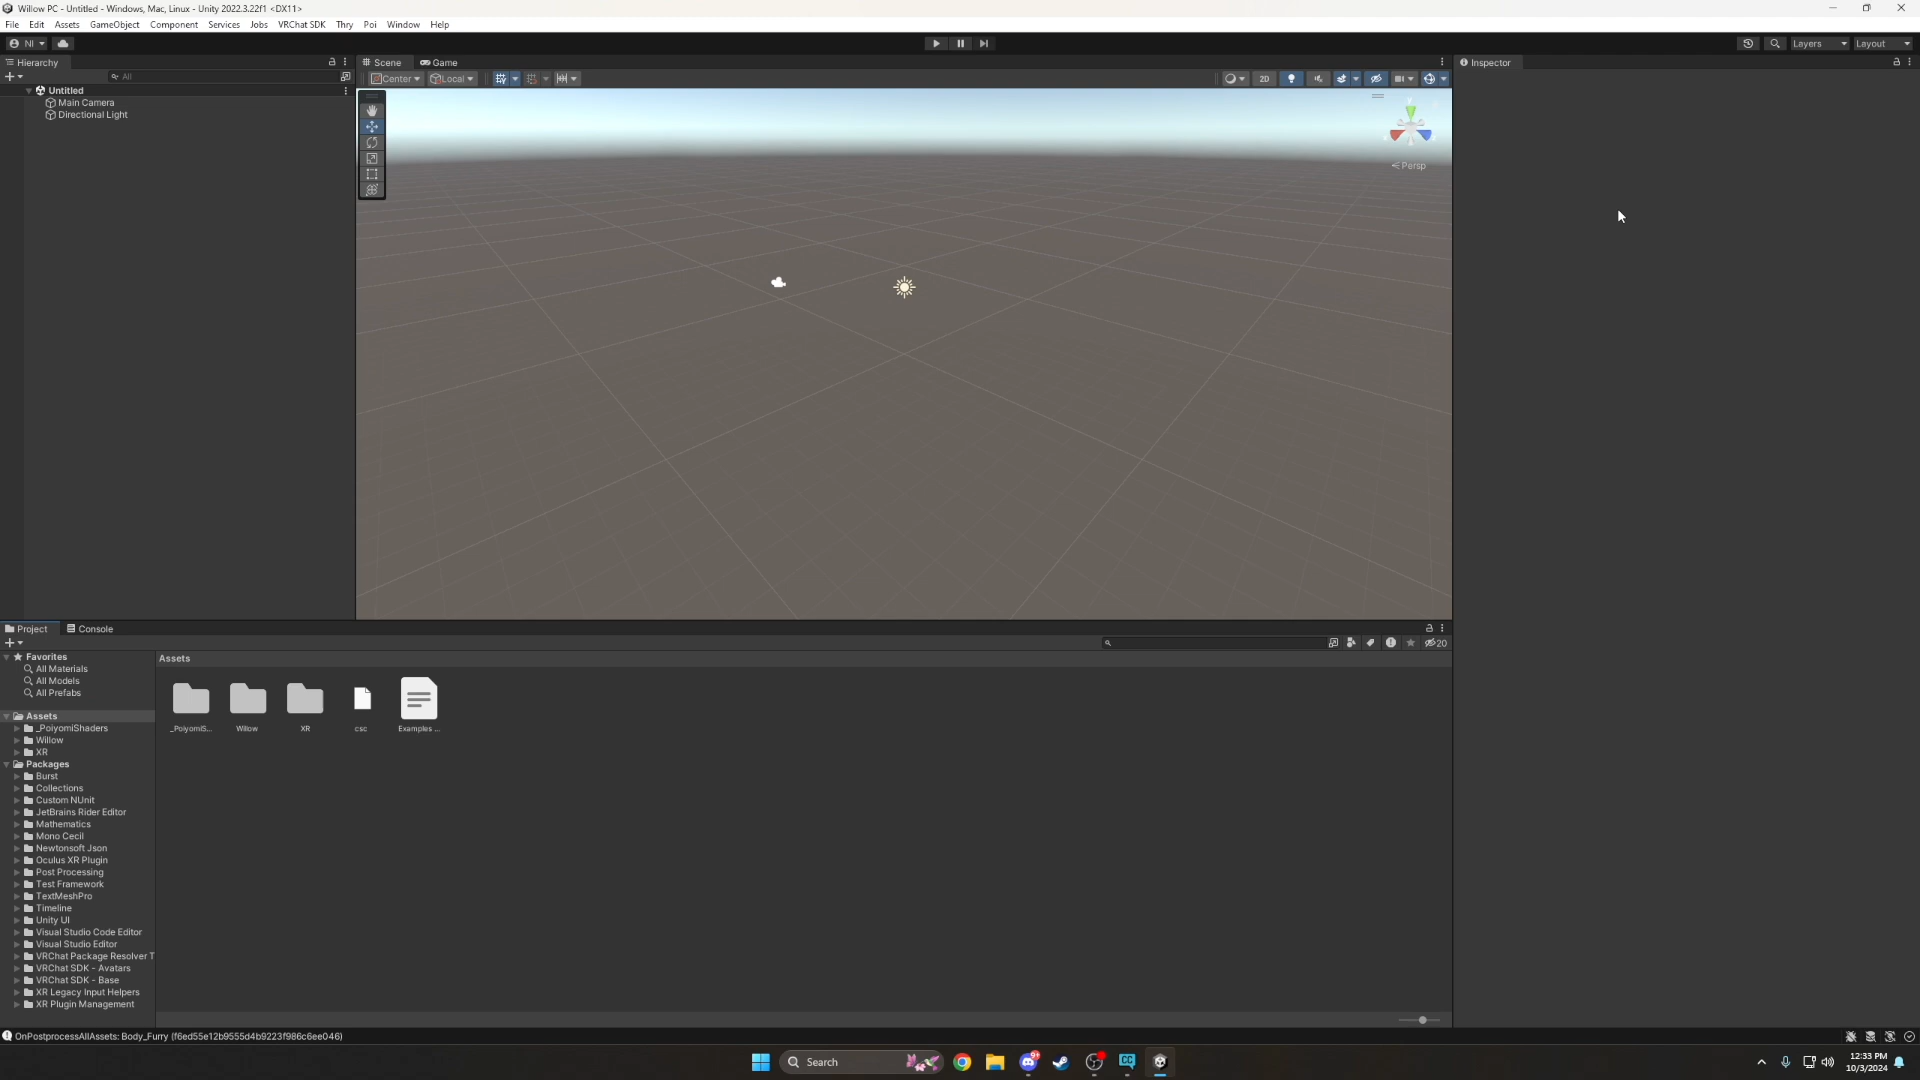 Willow PC - Untitled - Windows, Mac, Linux - Unity 2022.3.22f1 <DX11>
File Edit Assets GameObject Component Services Jobs VRChat SDK Thry Poi Window Help
NI Layers Layout
Hierarchy
All
Untitled
Main Camera
Directional Light
Scene Game
Center Local 2D
Persp
Inspector
Project Console
20
Favorites
All Materials
All Models
All Prefabs
Assets
_PoiyomiShaders
Willow
XR
Packages
Burst
Collections
Custom NUnit
JetBrains Rider Editor
Mathematics
Mono Cecil
Newtonsoft Json
Oculus XR Plugin
Post Processing
Test Framework
TextMeshPro
Timeline
Unity UI
Visual Studio Code Editor
Visual Studio Editor
VRChat Package Resolver T
VRChat SDK - Avatars
VRChat SDK - Base
XR Legacy Input Helpers
XR Plugin Management
Assets
_PoiyomiS... Willow XR csc Examples ...
OnPostprocessAllAssets: Body_Furry (f6ed55e12b9555d4b9223f986c6ee046)
Search
CC
12:33 PM
10/3/2024